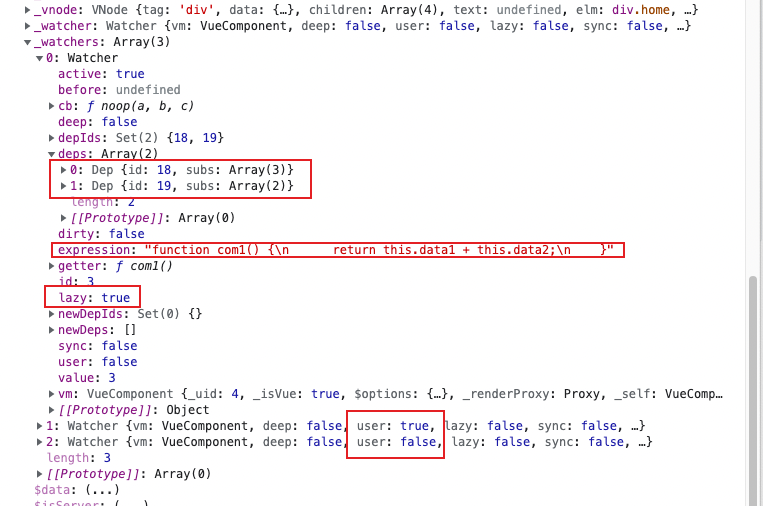 _vnode: VNode {tag: 'div', data: {…}, children: Array(4), text: undefined, elm: div.home, …}
_watcher: Watcher {vm: VueComponent, deep: false, user: false, lazy: false, sync: false, …}
_watchers: Array(3)
0: Watcher
active: true
before: undefined
cb: ƒ noop(a, b, c)
deep: false
depIds: Set(2) {18, 19}
deps: Array(2)
0: Dep {id: 18, subs: Array(3)}
1: Dep {id: 19, subs: Array(2)}
length: 2
[[Prototype]]: Array(0)
dirty: false
expression: "function com1() {\n      return this.data1 + this.data2;\n    }"
getter: ƒ com1()
id: 3
lazy: true
newDepIds: Set(0) {}
newDeps: []
sync: false
user: false
value: 3
vm: VueComponent {_uid: 4, _isVue: true, $options: {…}, _renderProxy: Proxy, _self: VueComp…
[[Prototype]]: Object
1: Watcher {vm: VueComponent, deep: false, user: true, lazy: false, sync: false, …}
2: Watcher {vm: VueComponent, deep: false, user: false, lazy: false, sync: false, …}
length: 3
[[Prototype]]: Array(0)
$data: (...)
$isServer: (...)